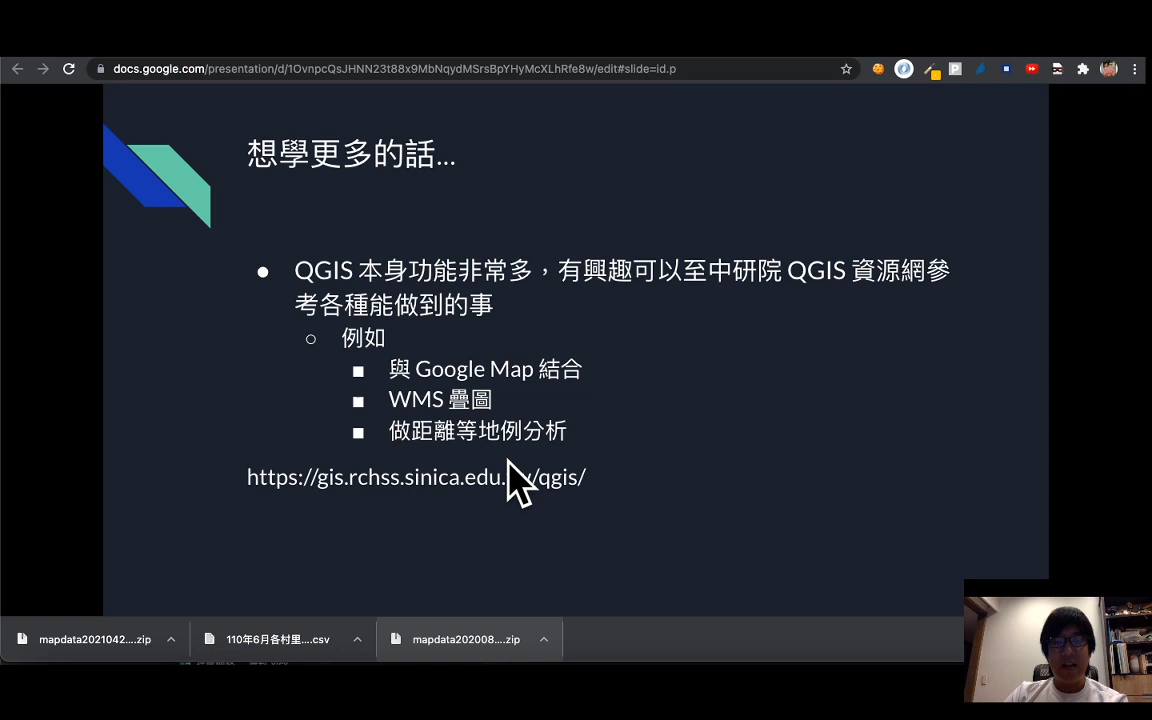 docs.google.com/presentation/d/1OvnpcQsJHNN23t88x9MbNqydMSrsBpYHyMcXLhRfe8w/edit#slide=id.p
想學更多的話...
● QGIS 本身功能非常多，有興趣可以至中研院 QGIS 資源網參
考各種能做到的事
○ 例如
■ 與 Google Map 結合
■ WMS 疊圖
■ 做距離等地例分析
https://gis.rchss.sinica.edu.
/qgis/
mapdata2021042....zip
110年6月各村里....csv
mapdata202008....zip